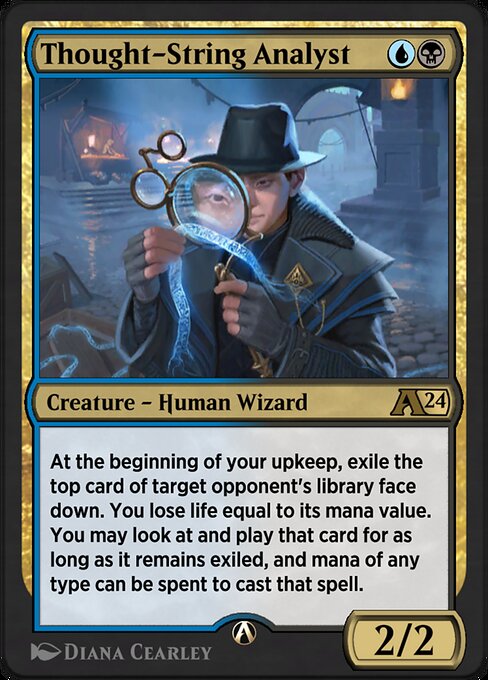 Thought-String Analyst
Creature – Human Wizard
A24
At the beginning of your upkeep, exile the
top card of target opponent's library face
down. You lose life equal to its mana value.
You may look at and play that card for as
long as it remains exiled, and mana of any
type can be spent to cast that spell.
2/2
Diana Cearley